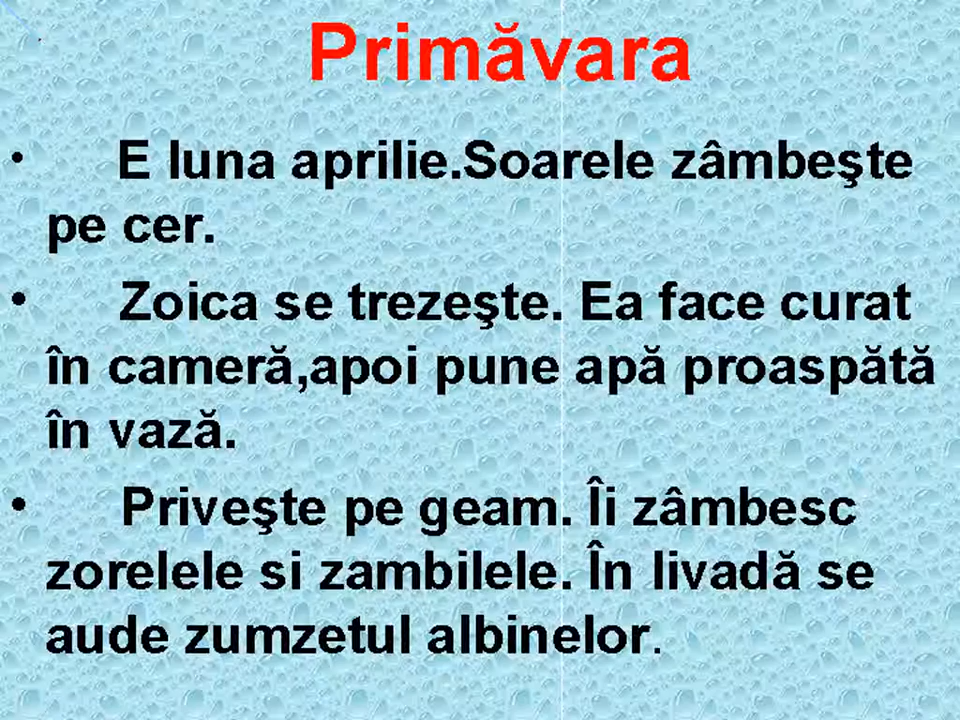 Primăvara
• E luna aprilie.Soarele zâmbeşte
pe cer.
• Zoica se trezeşte. Ea face curat
în cameră,apoi pune apă proaspătă
în vază.
• Priveşte pe geam. Îi zâmbesc
zorelele si zambilele. În livadă se
aude zumzetul albinelor.